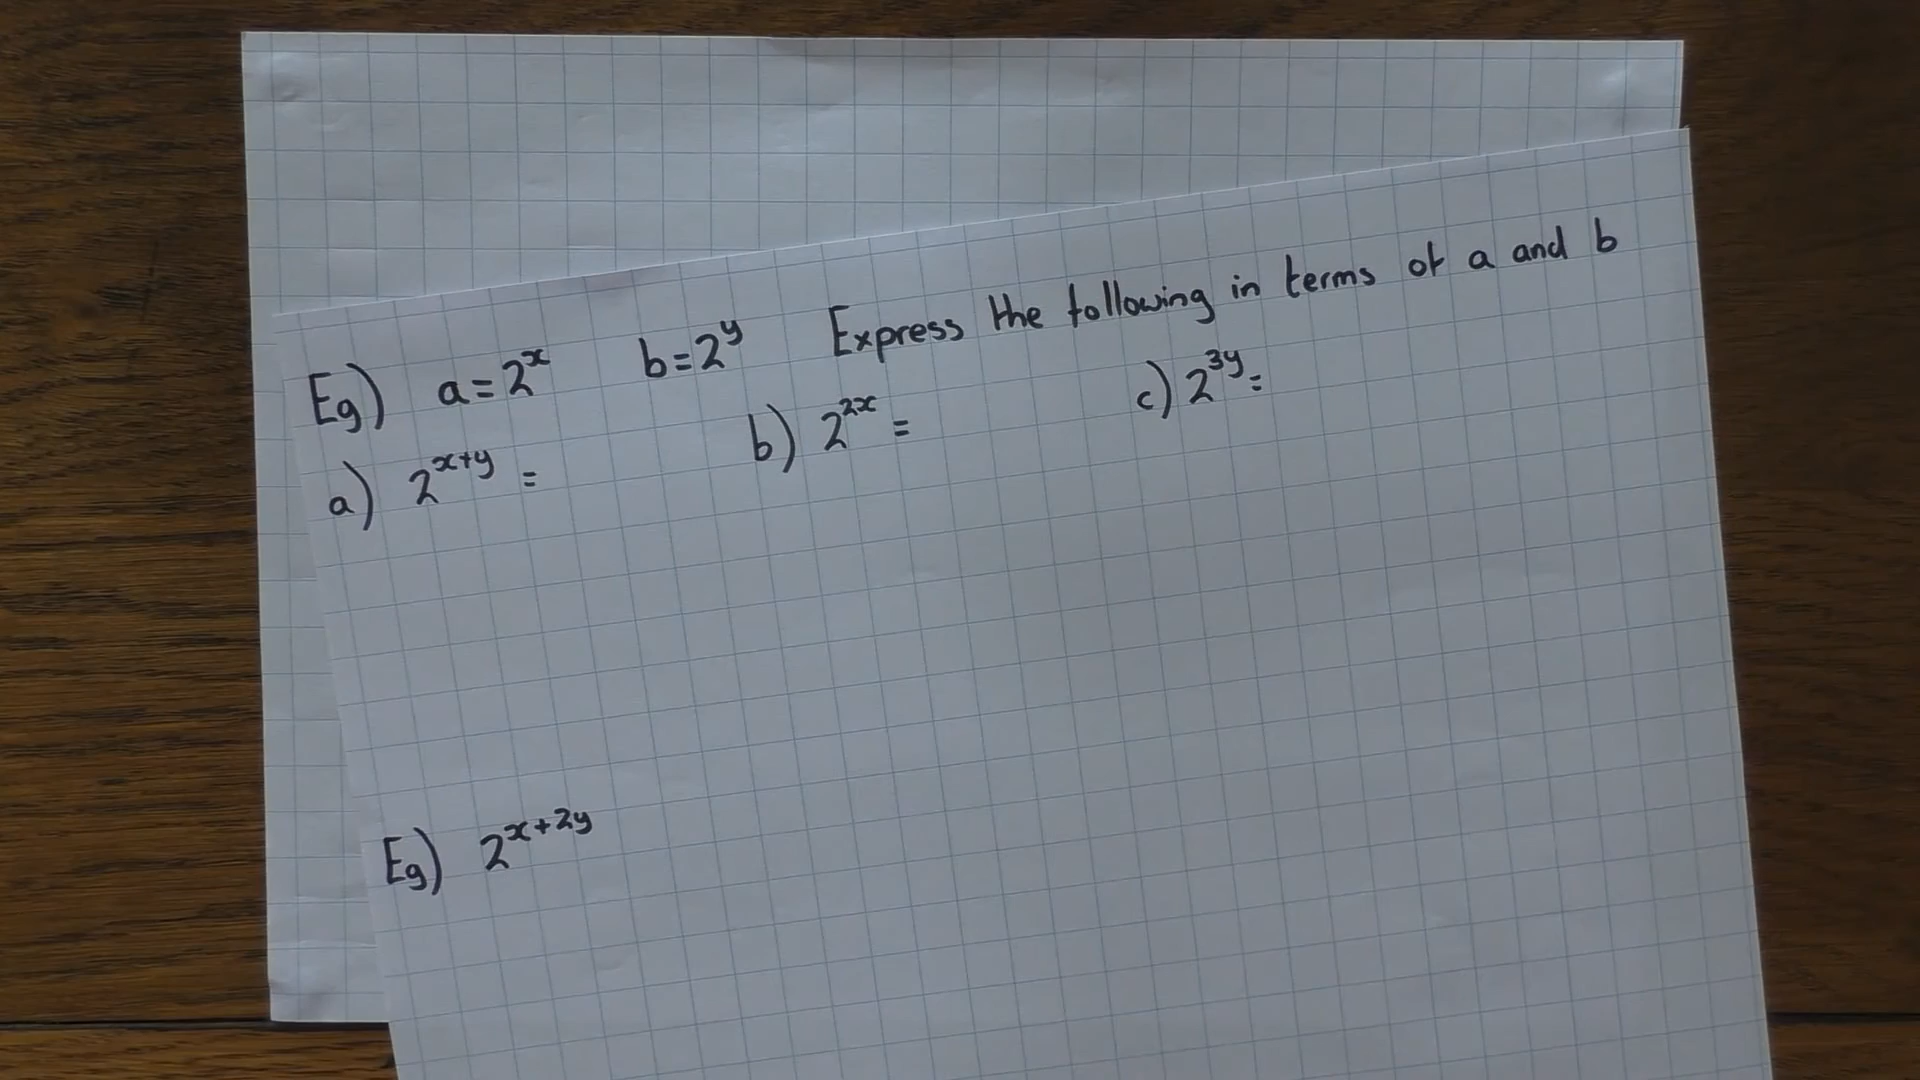 Eg) a=2^x b=2^y Express the following in terms of a and b
a) 2^{x+y} = b) 2^{2x} = c) 2^{3y} =
Eg) 2^{x+2y}